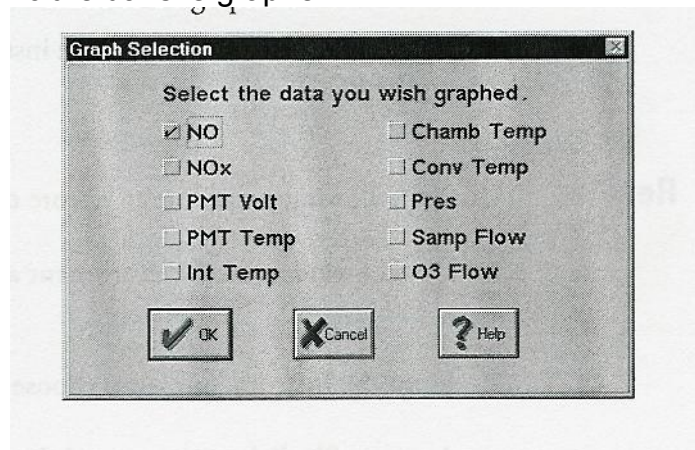 Graph Selection
Select the data you wish graphed.
NO
NOx
PMT Volt
PMT Temp
Int Temp
Chamb Temp
Conv Temp
Pres
Samp Flow
O3 Flow
OK
Cancel
Help